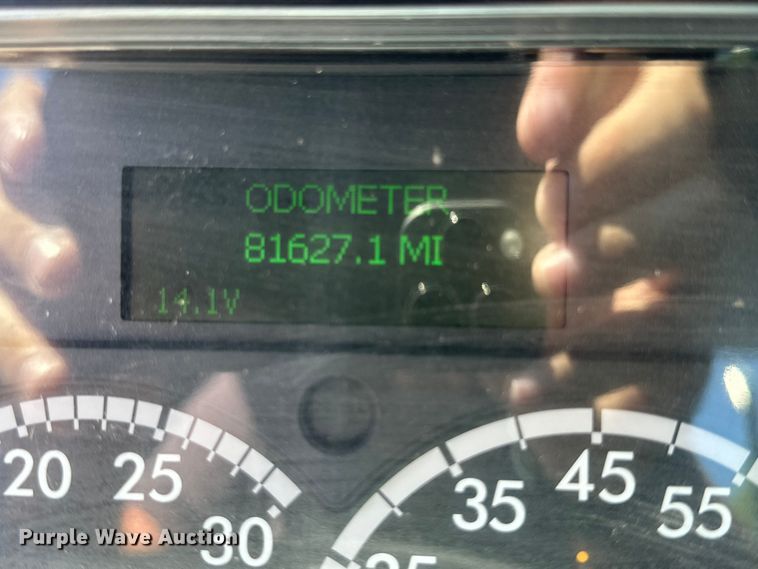 ODOMETER
81627.1 MI
14.1V
20 25 30
35 45 55
Purple Wave Auction